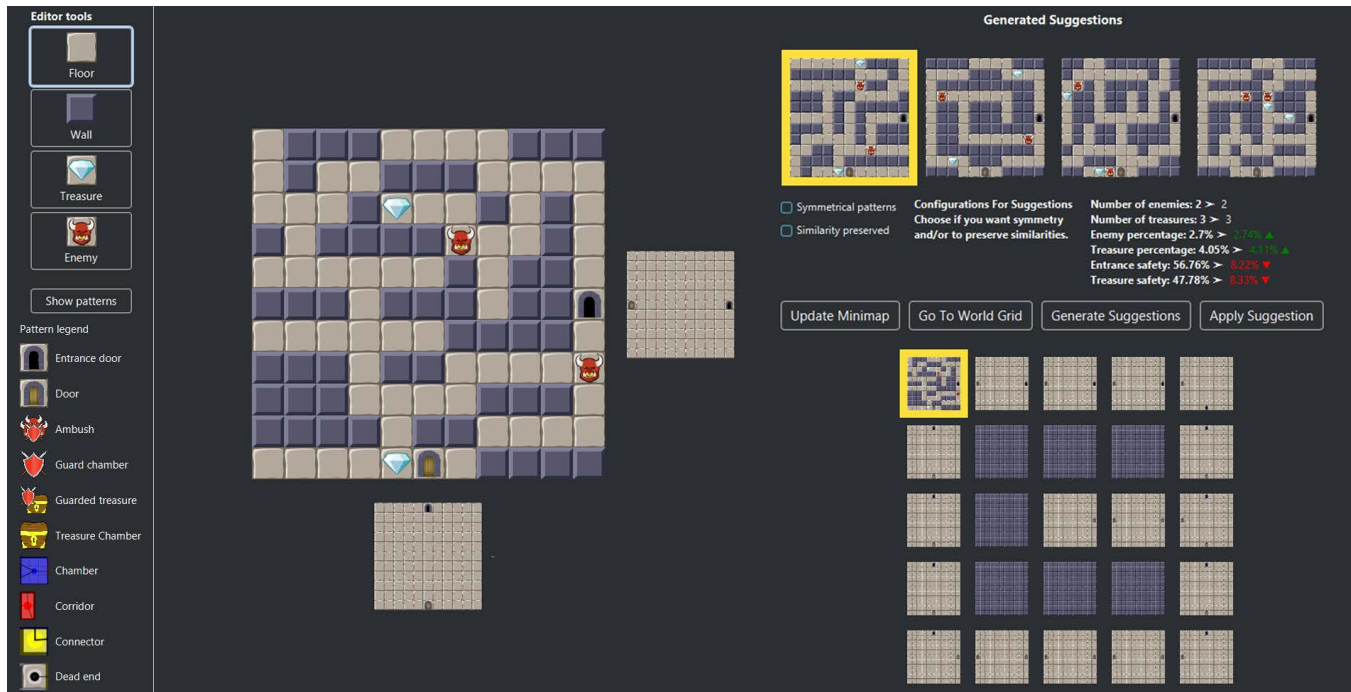 Editor tools
Floor
Wall
Treasure
Enemy
Show patterns
Pattern legend
Entrance door
Door
Ambush
Guard chamber
Guarded treasure
Treasure Chamber
Chamber
Corridor
Connector
Dead end
Generated Suggestions
Symmetrical patterns
Similarity preserved
Configurations For Suggestions
Choose if you want symmetry
and/or to preserve similarities.
Number of enemies: 2 ➢ 2
Number of treasures: 3 ➢ 3
Enemy percentage: 2.7% ➢ 2.74% ▲
Treasure percentage: 4.05% ➢ 4.11% ▲
Entrance safety: 56.76% ➢ 8.22% ▼
Treasure safety: 47.78% ➢ 8.33% ▼
Update Minimap
Go To World Grid
Generate Suggestions
Apply Suggestion